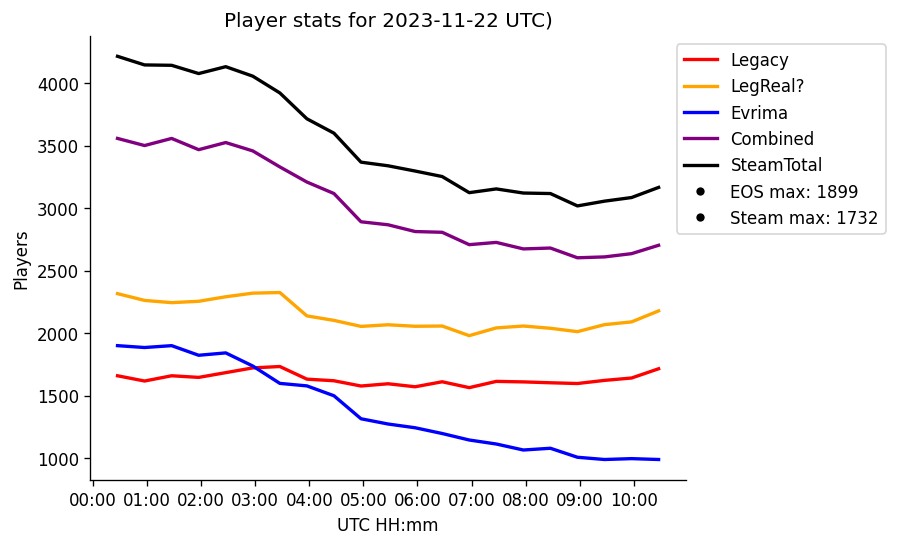 Player stats for 2023-11-22 UTC)
Players
4000
3500
3000
2500
2000
1500
1000
00:00 01:00 02:00 03:00 04:00 05:00 06:00 07:00 08:00 09:00 10:00
UTC HH:mm
Legacy
LegReal?
Evrima
Combined
SteamTotal
EOS max: 1899
Steam max: 1732